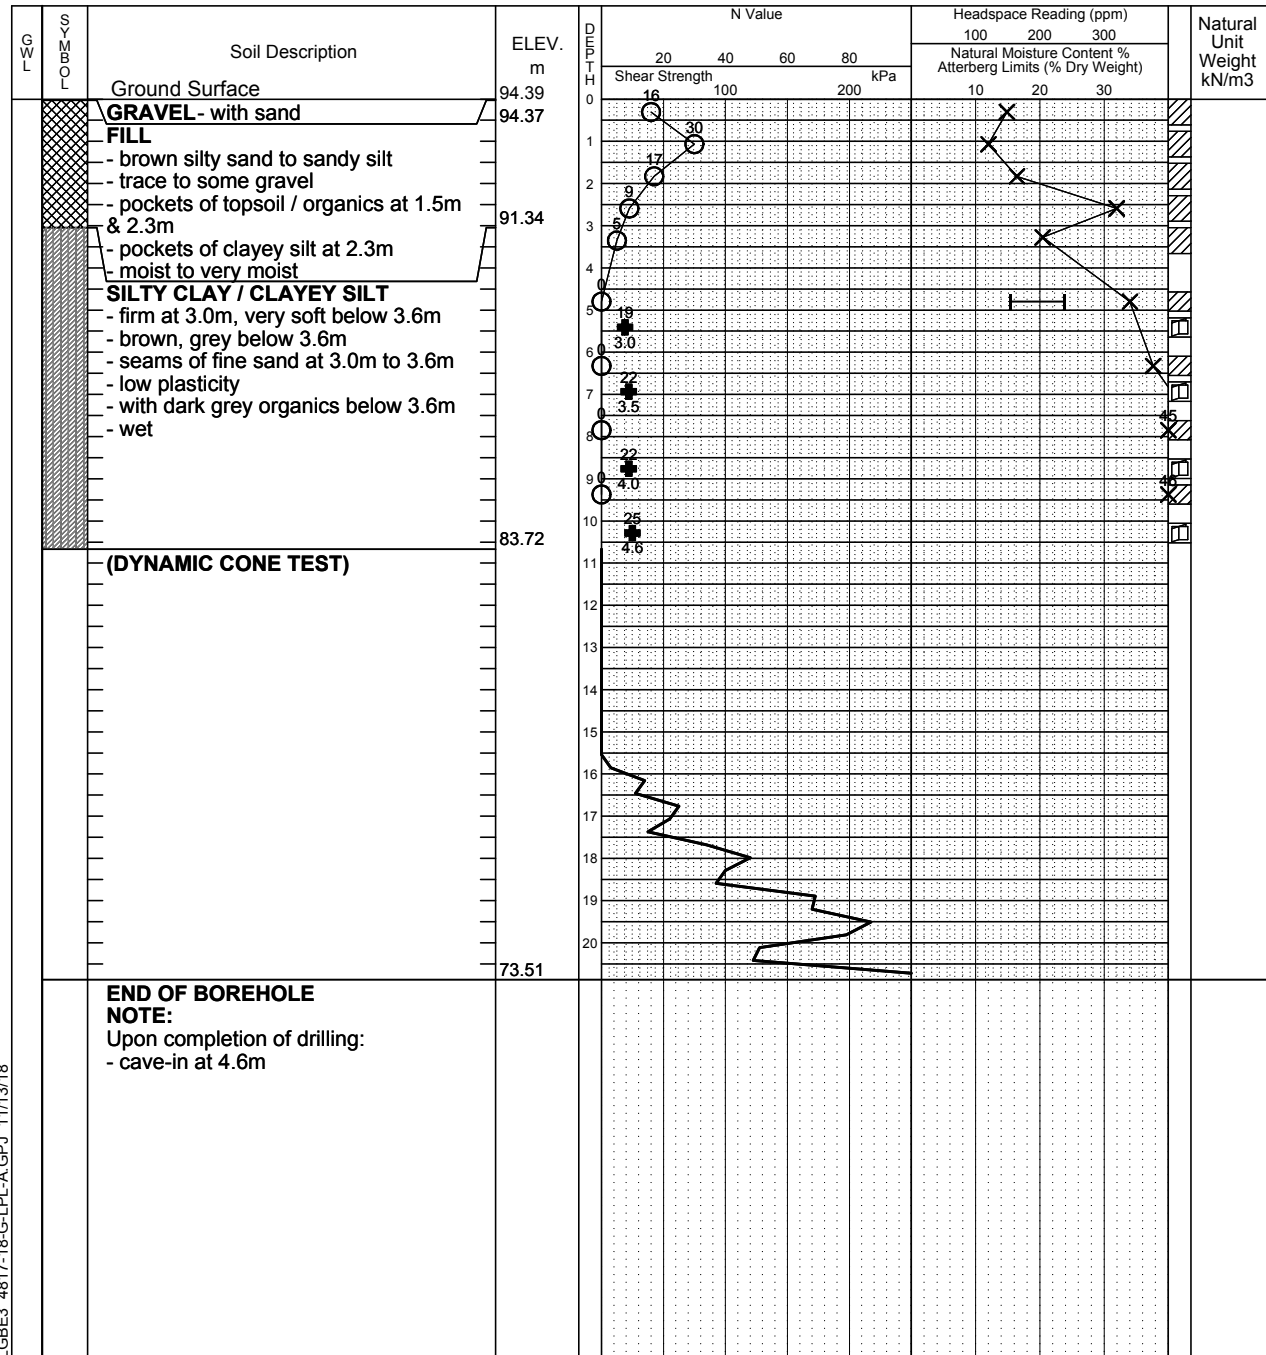 GWL
SYMBOL
Soil Description
Ground Surface
ELEV.
m
94.39
DEPTH
N Value
20 40 60 80
Shear Strength kPa
100 200
Headspace Reading (ppm)
100 200 300
Natural Moisture Content %
Atterberg Limits (% Dry Weight)
10 20 30
Natural
Unit
Weight
kN/m3
GRAVEL - with sand
94.37
FILL
- brown silty sand to sandy silt
- trace to some gravel
- pockets of topsoil / organics at 1.5m
& 2.3m
91.34
- pockets of clayey silt at 2.3m
- moist to very moist
SILTY CLAY / CLAYEY SILT
- firm at 3.0m, very soft below 3.6m
- brown, grey below 3.6m
- seams of fine sand at 3.0m to 3.6m
- low plasticity
- with dark grey organics below 3.6m
- wet
83.72
(DYNAMIC CONE TEST)
73.51
END OF BOREHOLE
NOTE:
Upon completion of drilling:
- cave-in at 4.6m
0
1
2
3
4
5
6
7
8
9
10
11
12
13
14
15
16
17
18
19
20
16
30
17
9
5
0
19
3.0
0
22
3.5
0
45
22
4.0
0
46
25
4.6